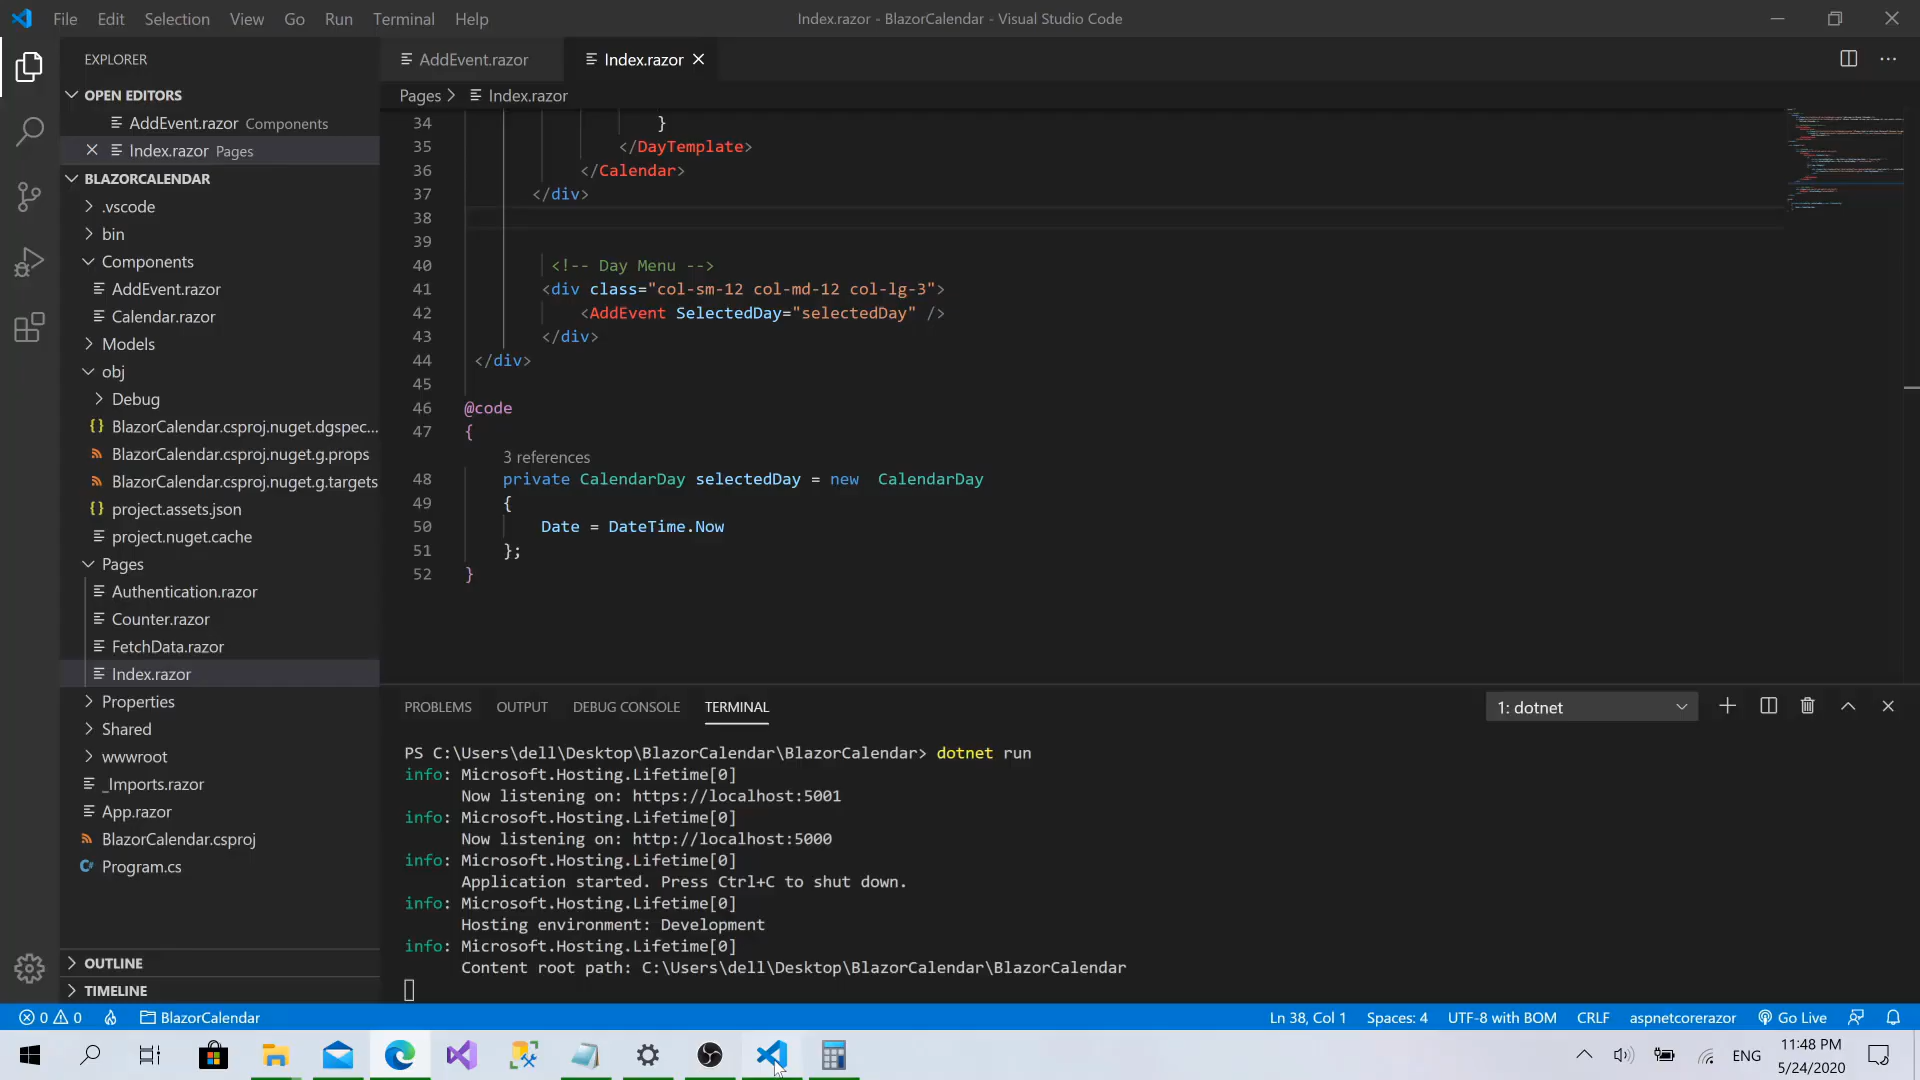 File Edit Selection View Go Run Terminal Help
Index.razor - BlazorCalendar - Visual Studio Code
EXPLORER
OPEN EDITORS
AddEvent.razor Components
Index.razor Pages
BLAZORCALENDAR
.vscode
bin
Components
AddEvent.razor
Calendar.razor
Models
obj
Debug
BlazorCalendar.csproj.nuget.dgspec...
BlazorCalendar.csproj.nuget.g.props
BlazorCalendar.csproj.nuget.g.targets
project.assets.json
project.nuget.cache
Pages
Authentication.razor
Counter.razor
FetchData.razor
Index.razor
Properties
Shared
wwwroot
_Imports.razor
App.razor
BlazorCalendar.csproj
Program.cs
OUTLINE
TIMELINE
AddEvent.razor
Index.razor
Pages > Index.razor
34 }
35 </DayTemplate>
36 </Calendar>
37 </div>
38
39
40 <!-- Day Menu -->
41 <div class="col-sm-12 col-md-12 col-lg-3">
42 <AddEvent SelectedDay="selectedDay" />
43 </div>
44 </div>
45
46 @code
47 {
3 references
48 private CalendarDay selectedDay = new  CalendarDay
49 {
50 Date = DateTime.Now
51 };
52 }
PROBLEMS OUTPUT DEBUG CONSOLE TERMINAL
1: dotnet
PS C:\Users\dell\Desktop\BlazorCalendar\BlazorCalendar> dotnet run
info: Microsoft.Hosting.Lifetime[0]
Now listening on: https://localhost:5001
info: Microsoft.Hosting.Lifetime[0]
Now listening on: http://localhost:5000
info: Microsoft.Hosting.Lifetime[0]
Application started. Press Ctrl+C to shut down.
info: Microsoft.Hosting.Lifetime[0]
Hosting environment: Development
info: Microsoft.Hosting.Lifetime[0]
Content root path: C:\Users\dell\Desktop\BlazorCalendar\BlazorCalendar
0 0 BlazorCalendar
Ln 38, Col 1 Spaces: 4 UTF-8 with BOM CRLF aspnetcorerazor Go Live
ENG
11:48 PM
5/24/2020